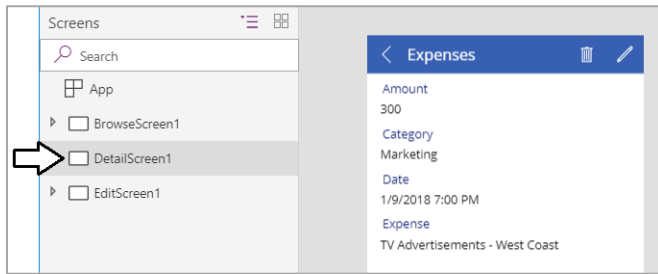 Screens
Search
App
BrowseScreen1
DetailScreen1
EditScreen1
Expenses
Amount
300
Category
Marketing
Date
1/9/2018 7:00 PM
Expense
TV Advertisements - West Coast